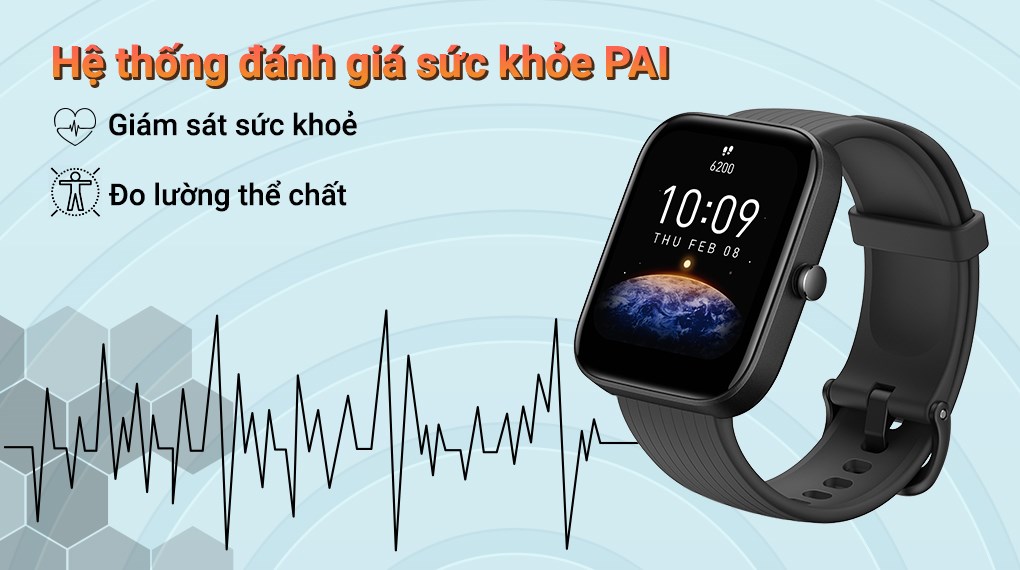 Hệ thống đánh giá sức khỏe PAI
Giám sát sức khoẻ
Đo lường thể chất
6200
10:09
THU FEB 08